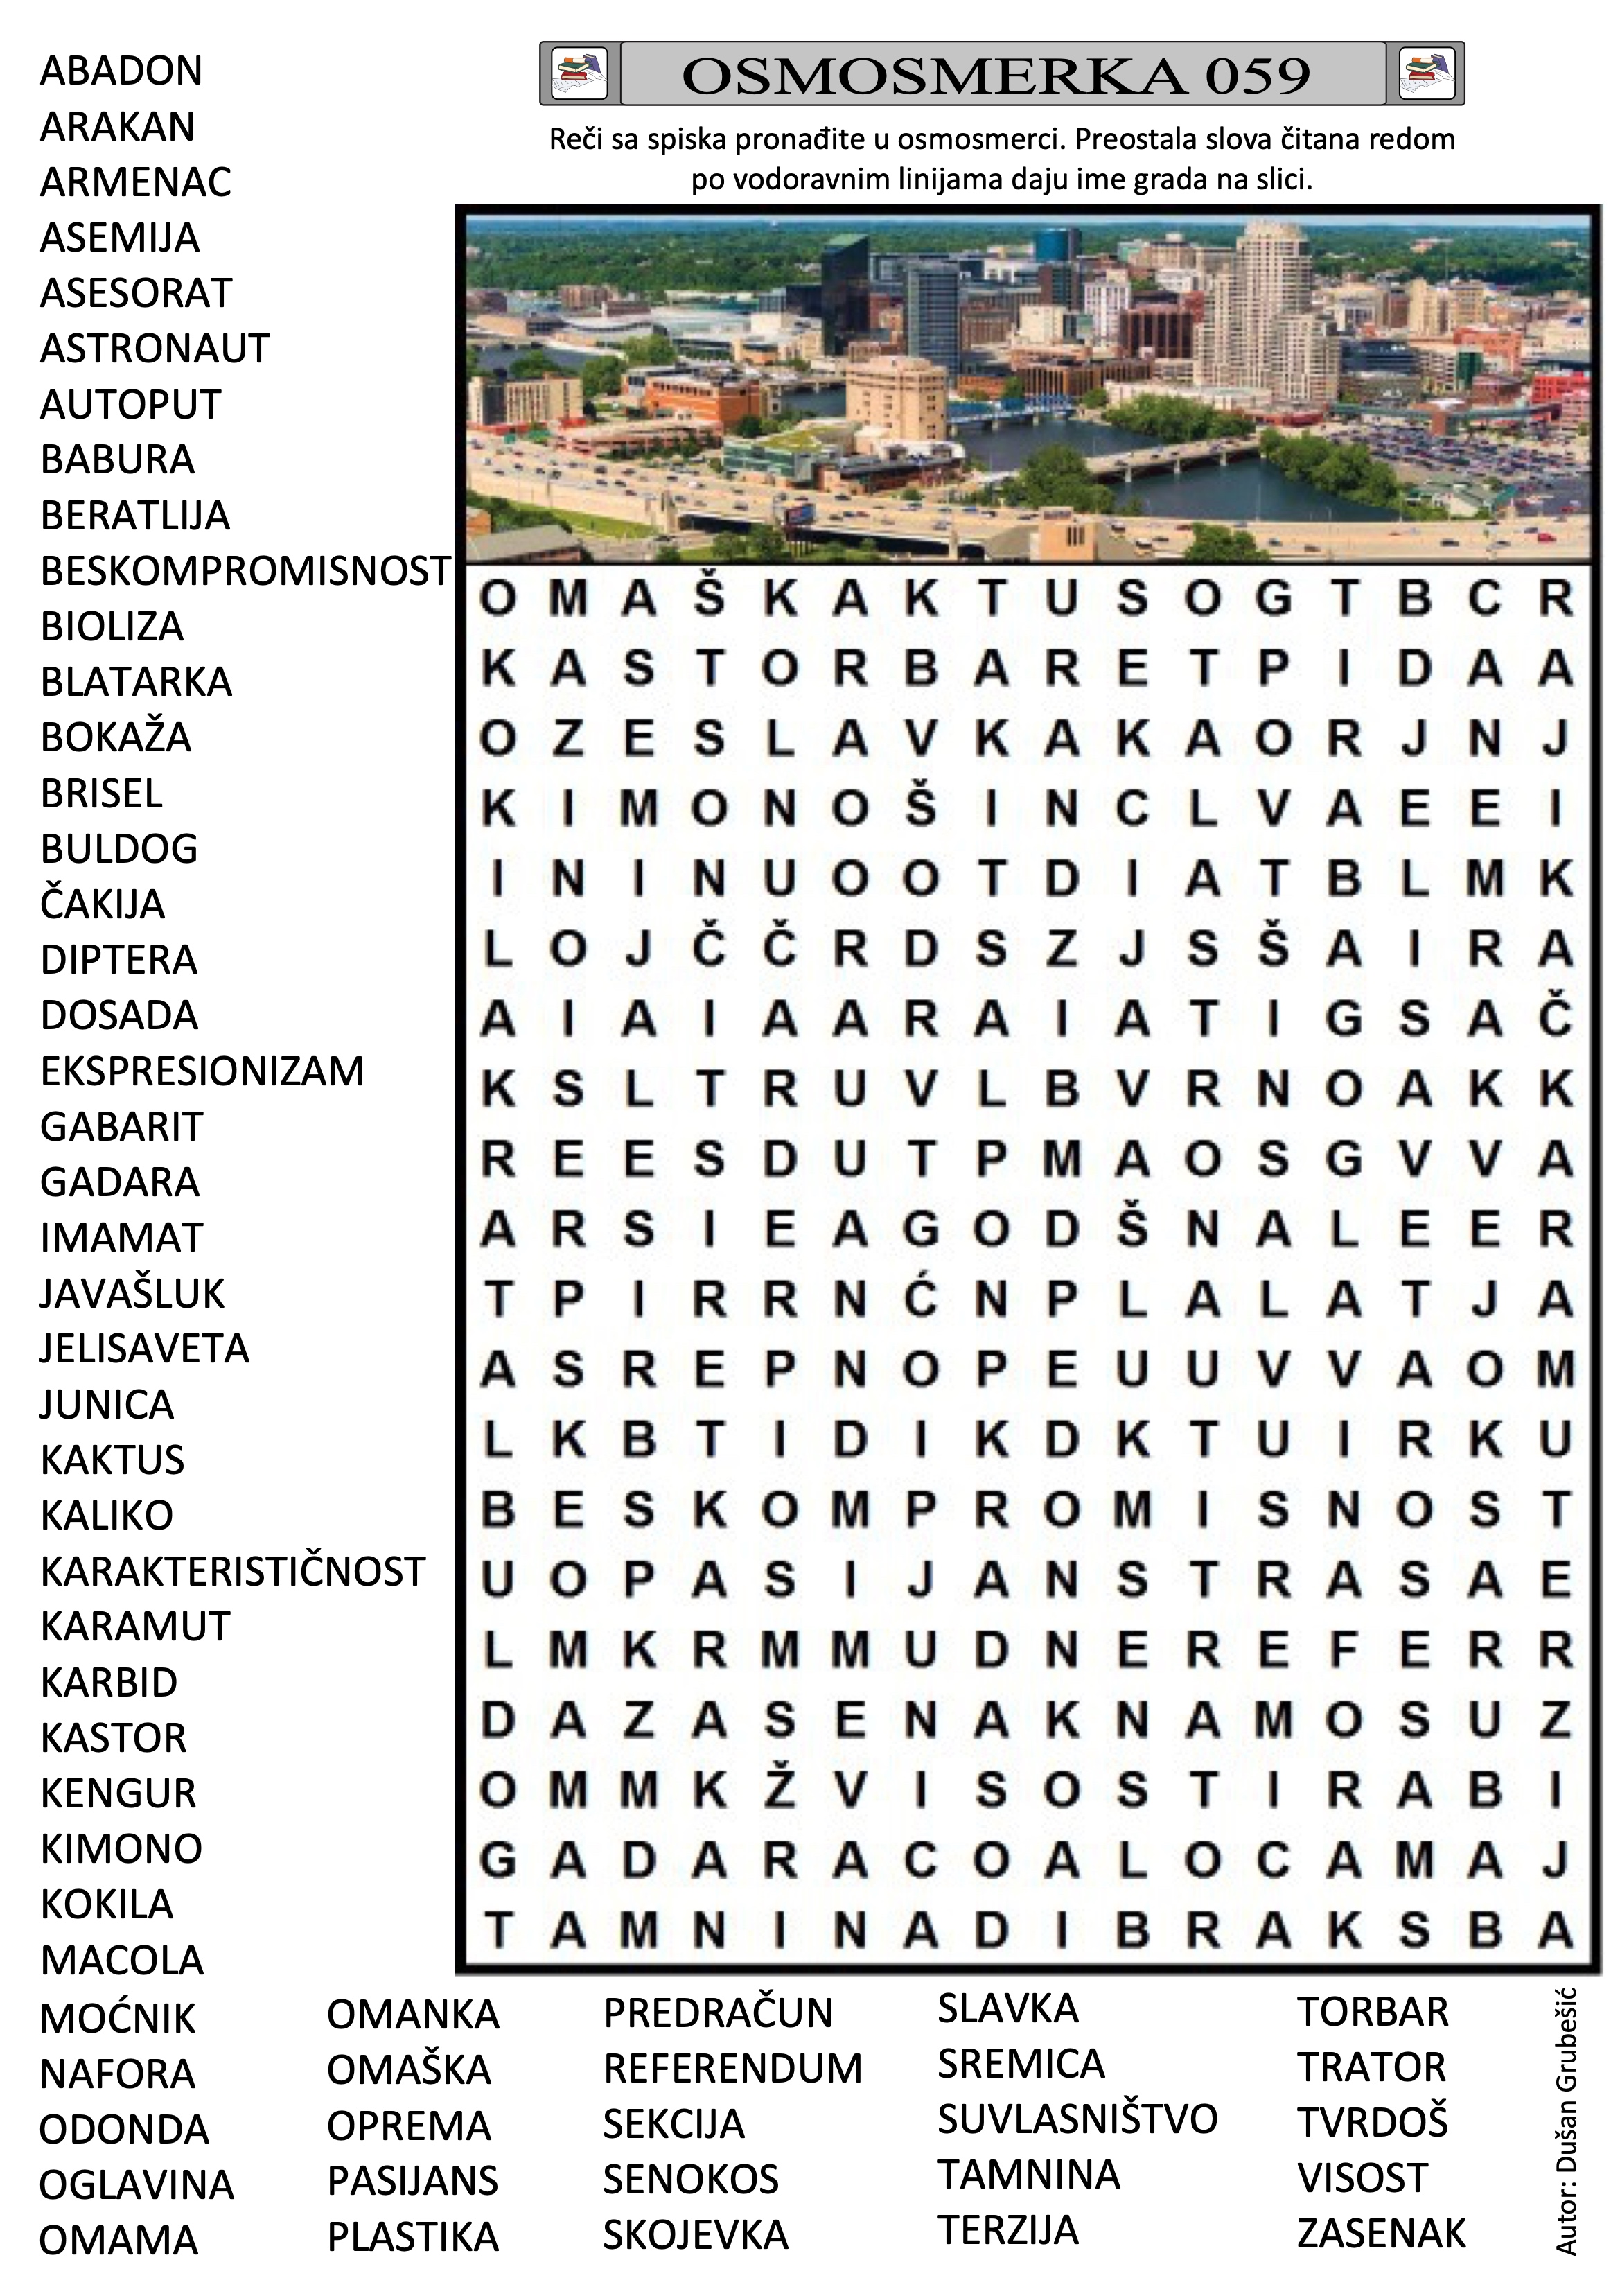 OSMOSMERKA 059
Reči sa spiska pronađite u osmosmerci. Preostala slova čitana redom
po vodoravnim linijama daju ime grada na slici.
ABADON
ARAKAN
ARMENAC
ASEMIJA
ASESORAT
ASTRONAUT
AUTOPUT
BABURA
BERATLIJA
BESKOMPROMISNOST
BIOLIZA
BLATARKA
BOKAŽA
BRISEL
BULDOG
ČAKIJA
DIPTERA
DOSADA
EKSPRESIONIZAM
GABARIT
GADARA
IMAMAT
JAVAŠLUK
JELISAVETA
JUNICA
KAKTUS
KALIKO
KARAKTERISTIČNOST
KARAMUT
KARBID
KASTOR
KENGUR
KIMONO
KOKILA
MACOLA
MOĆNIK
NAFORA
ODONDA
OGLAVINA
OMAMA
O M A Š K A K T U S O G T B C R
K A S T O R B A R E T P I D A A
O Z E S L A V K A K A O R J N J
K I M O N O Š I N C L V A E E I
I N I N U O O T D I A T B L M K
L O J Č Č R D S Z J S Š A I R A
A I A I A A R A I A T I G S A Č
K S L T R U V L B V R N O A K K
R E E S D U T P M A O S G V V A
A R S I E A G O D Š N A L E E R
T P I R R N Ć N P L A L A T J A
A S R E P N O P E U U V V A O M
L K B T I D I K D K T U I R K U
B E S K O M P R O M I S N O S T
U O P A S I J A N S T R A S A E
L M K R M M U D N E R E F E R R
D A Z A S E N A K N A M O S U Z
O M M K Ž V I S O S T I R A B I
G A D A R A C O A L O C A M A J
T A M N I N A D I B R A K S B A
OMANKA
OMAŠKA
OPREMA
PASIJANS
PLASTIKA
PREDRAČUN
REFERENDUM
SEKCIJA
SENOKOS
SKOJEVKA
SLAVKA
SREMICA
SUVLASNIŠTVO
TAMNINA
TERZIJA
TORBAR
TRATOR
TVRDOŠ
VISOST
ZASENAK
Autor: Dušan Grubešić